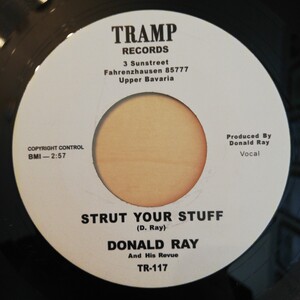 TRAMP
RECORDS
3 Sunstreet
Fahrenzhausen 85777
Upper Bavaria
COPYRIGHT CONTROL
BMI — 2:57
Produced By
Donald Ray
Vocal
STRUT YOUR STUFF
(D. Ray)
DONALD RAY
And His Revue
TR-117